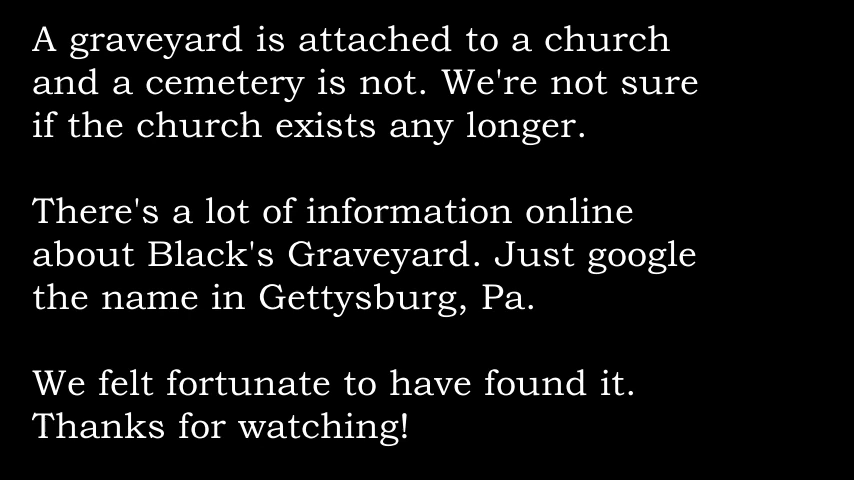 A graveyard is attached to a church
and a cemetery is not. We're not sure
if the church exists any longer.
There's a lot of information online
about Black's Graveyard. Just google
the name in Gettysburg, Pa.
We felt fortunate to have found it.
Thanks for watching!